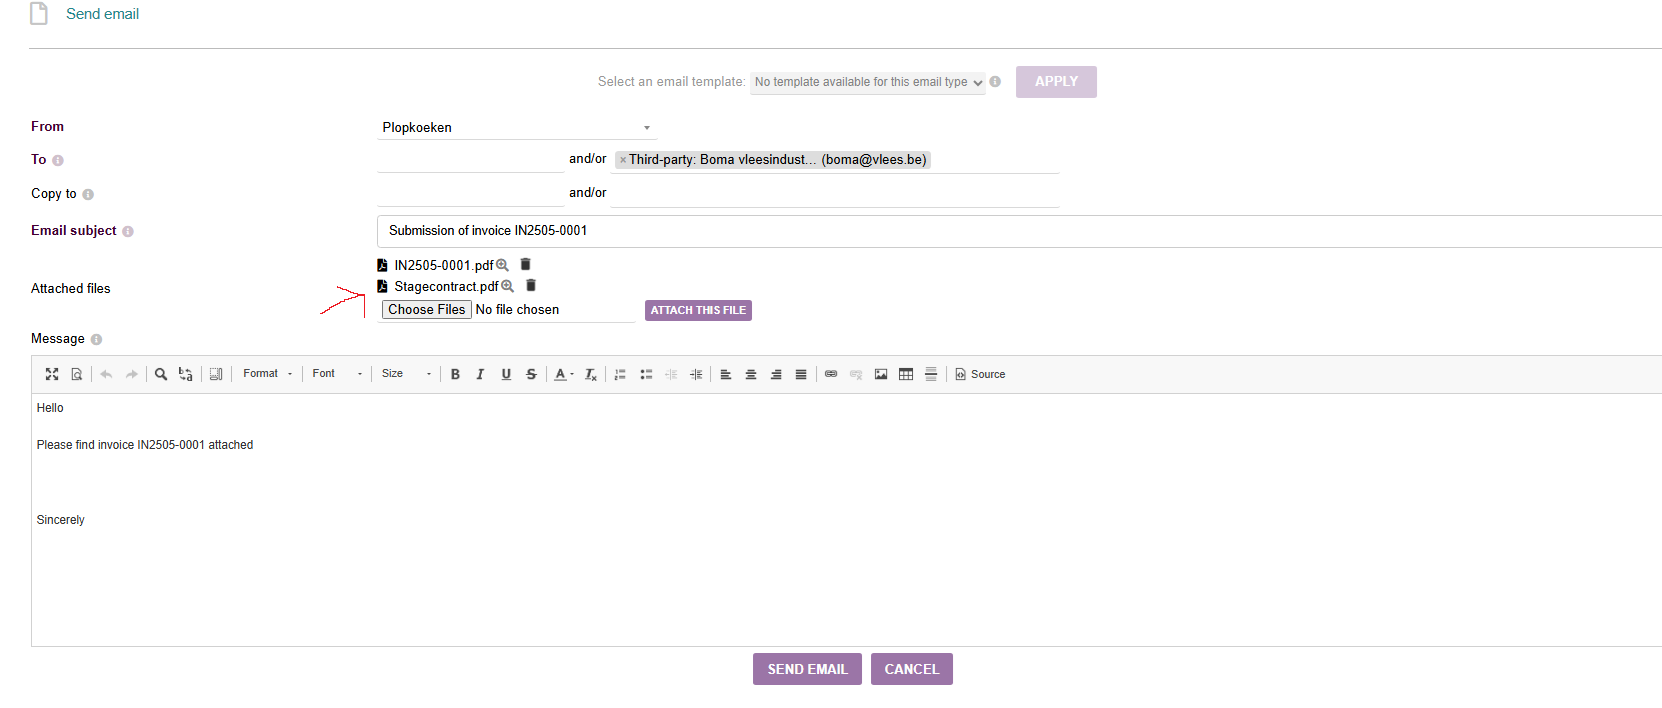 Send email
Select an email template: No template available for this email type APPLY
From Plopkoeken
To and/or × Third-party: Boma vleesindust... (boma@vlees.be)
Copy to and/or
Email subject Submission of invoice IN2505-0001
IN2505-0001.pdf
Attached files Stagecontract.pdf
Choose Files No file chosen ATTACH THIS FILE
Message
Format Font Size B I U S A Tx Source
Hello
Please find invoice IN2505-0001 attached
Sincerely
SEND EMAIL CANCEL